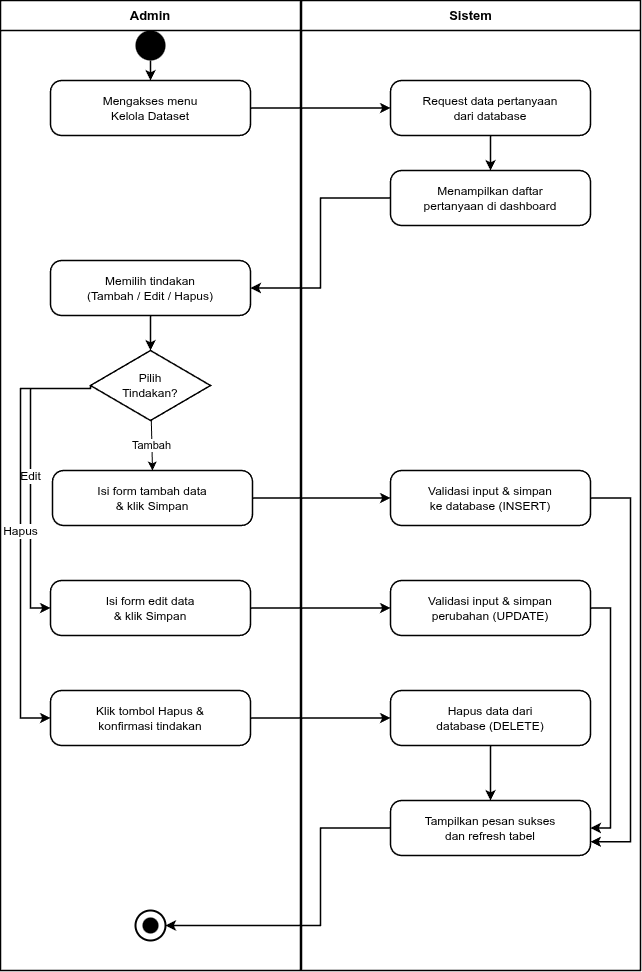 Admin
Sistem
Mengakses menu
Kelola Dataset
Request data pertanyaan
dari database
Menampilkan daftar
pertanyaan di dashboard
Memilih tindakan
(Tambah / Edit / Hapus)
Pilih
Tindakan?
Tambah
Edit
Isi form tambah data
& klik Simpan
Validasi input & simpan
ke database (INSERT)
Hapus
Isi form edit data
& klik Simpan
Validasi input & simpan
perubahan (UPDATE)
Klik tombol Hapus &
konfirmasi tindakan
Hapus data dari
database (DELETE)
Tampilkan pesan sukses
dan refresh tabel